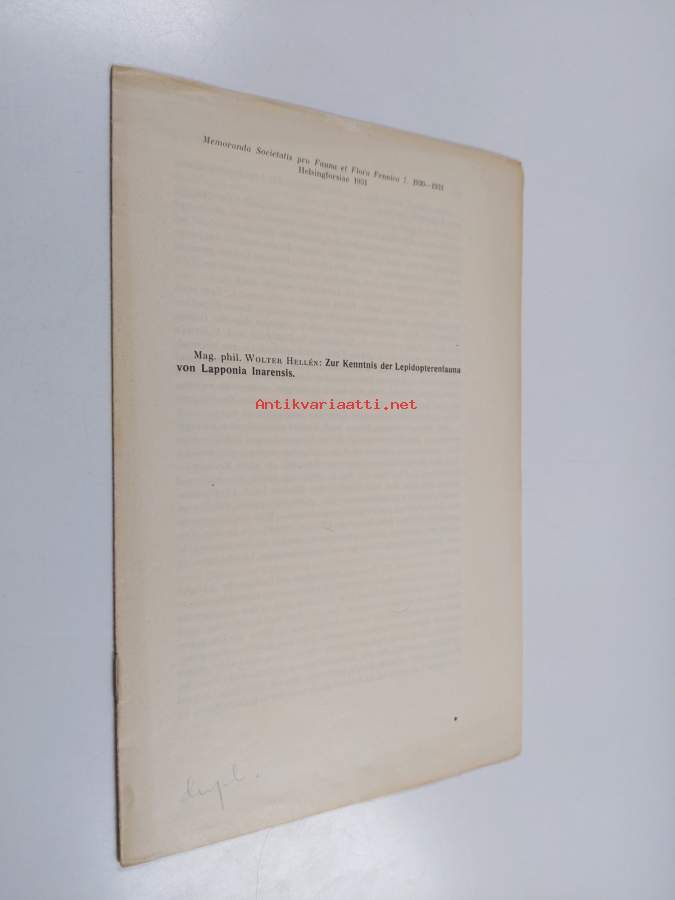 Memoranda Societatis pro Fauna et Flora Fennica 7. 1930—1931
Helsingforsiae 1931
Mag. phil. WOLTER HELLÉN: Zur Kenntnis der Lepidopterenfauna
von Lapponia Inarensis.
Antikvariaatti.net
dupl.